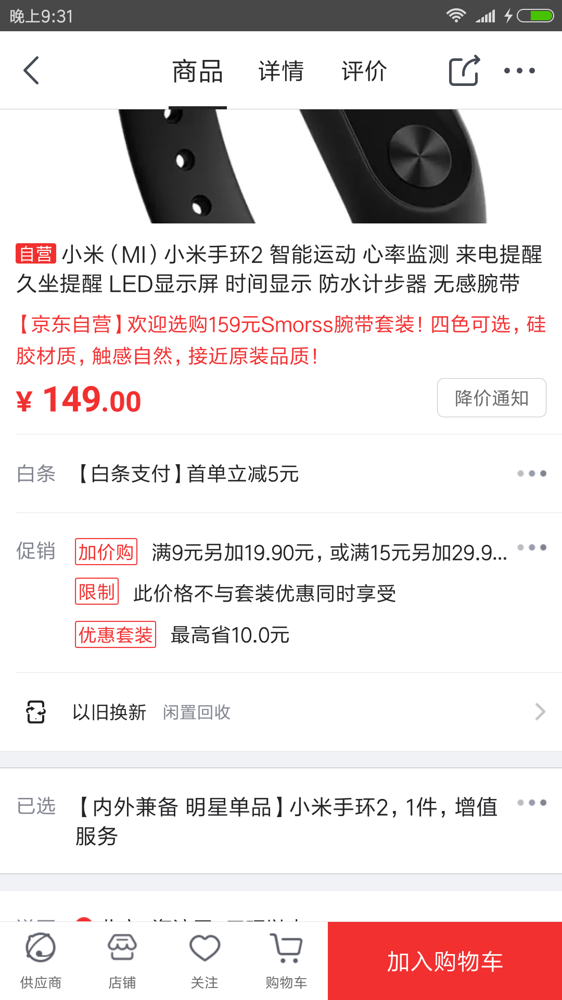 晚上9:31
商品 详情 评价
自营 小米（MI）小米手环2 智能运动 心率监测 来电提醒
久坐提醒 LED显示屏 时间显示 防水计步器 无感腕带
【京东自营】欢迎选购159元Smorss腕带套装！四色可选，硅
胶材质，触感自然，接近原装品质！
¥ 149.00
降价通知
白条 【白条支付】首单立减5元
促销 加价购 满9元另加19.90元，或满15元另加29.9...
限制 此价格不与套装优惠同时享受
优惠套装 最高省10.0元
以旧换新 闲置回收
已选 【内外兼备 明星单品】小米手环2，1件，增值
服务
供应商 店铺 关注 购物车 加入购物车